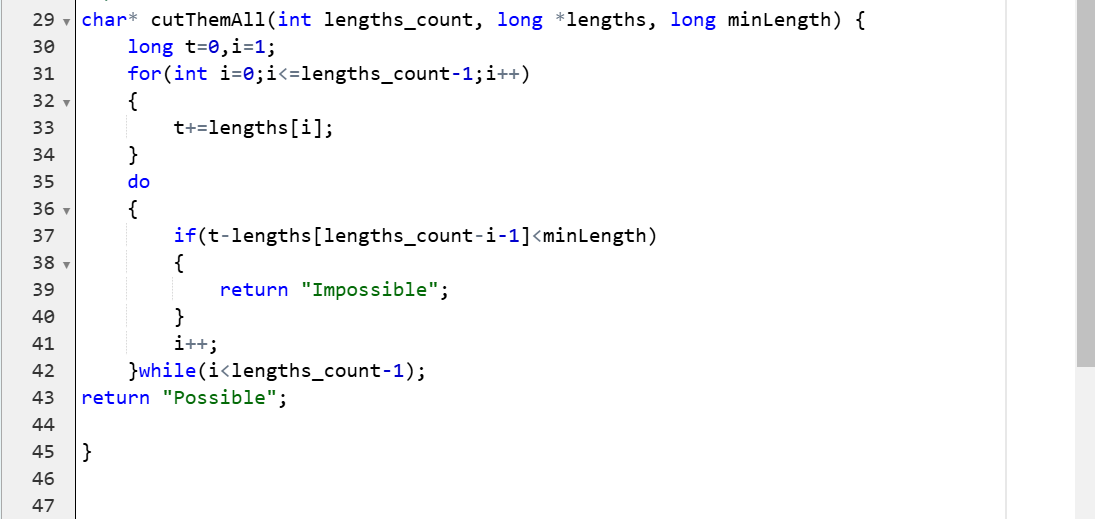 29 char* cutThemAll(int lengths_count, long *lengths, long minLength) {
30     long t=0,i=1;
31     for(int i=0;i<=lengths_count-1;i++)
32     {
33         t+=lengths[i];
34     }
35     do
36     {
37         if(t-lengths[lengths_count-i-1]<minLength)
38         {
39             return "Impossible";
40         }
41         i++;
42     }while(i<lengths_count-1);
43 return "Possible";
44
45 }
46
47